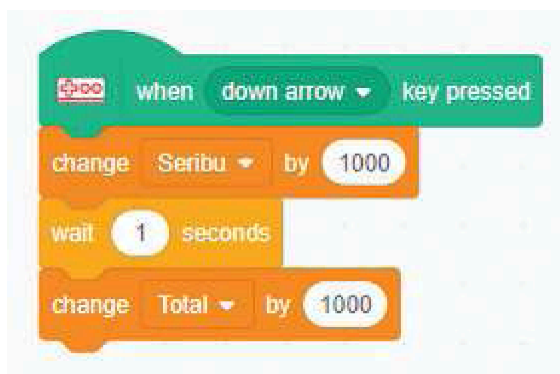 when down arrow key pressed
change Seribu by 1000
wait 1 seconds
change Total by 1000